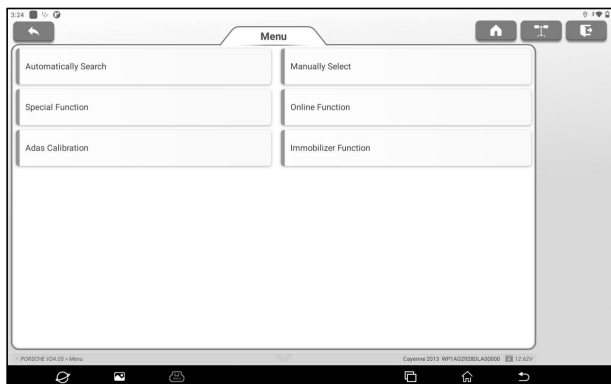 3:24
Menu
Automatically Search
Manually Select
Special Function
Online Function
Adas Calibration
Immobilizer Function
PORSCHE V24.05 > Menu
Cayenne 2013 WP1AG2928DLA00000 12.62V